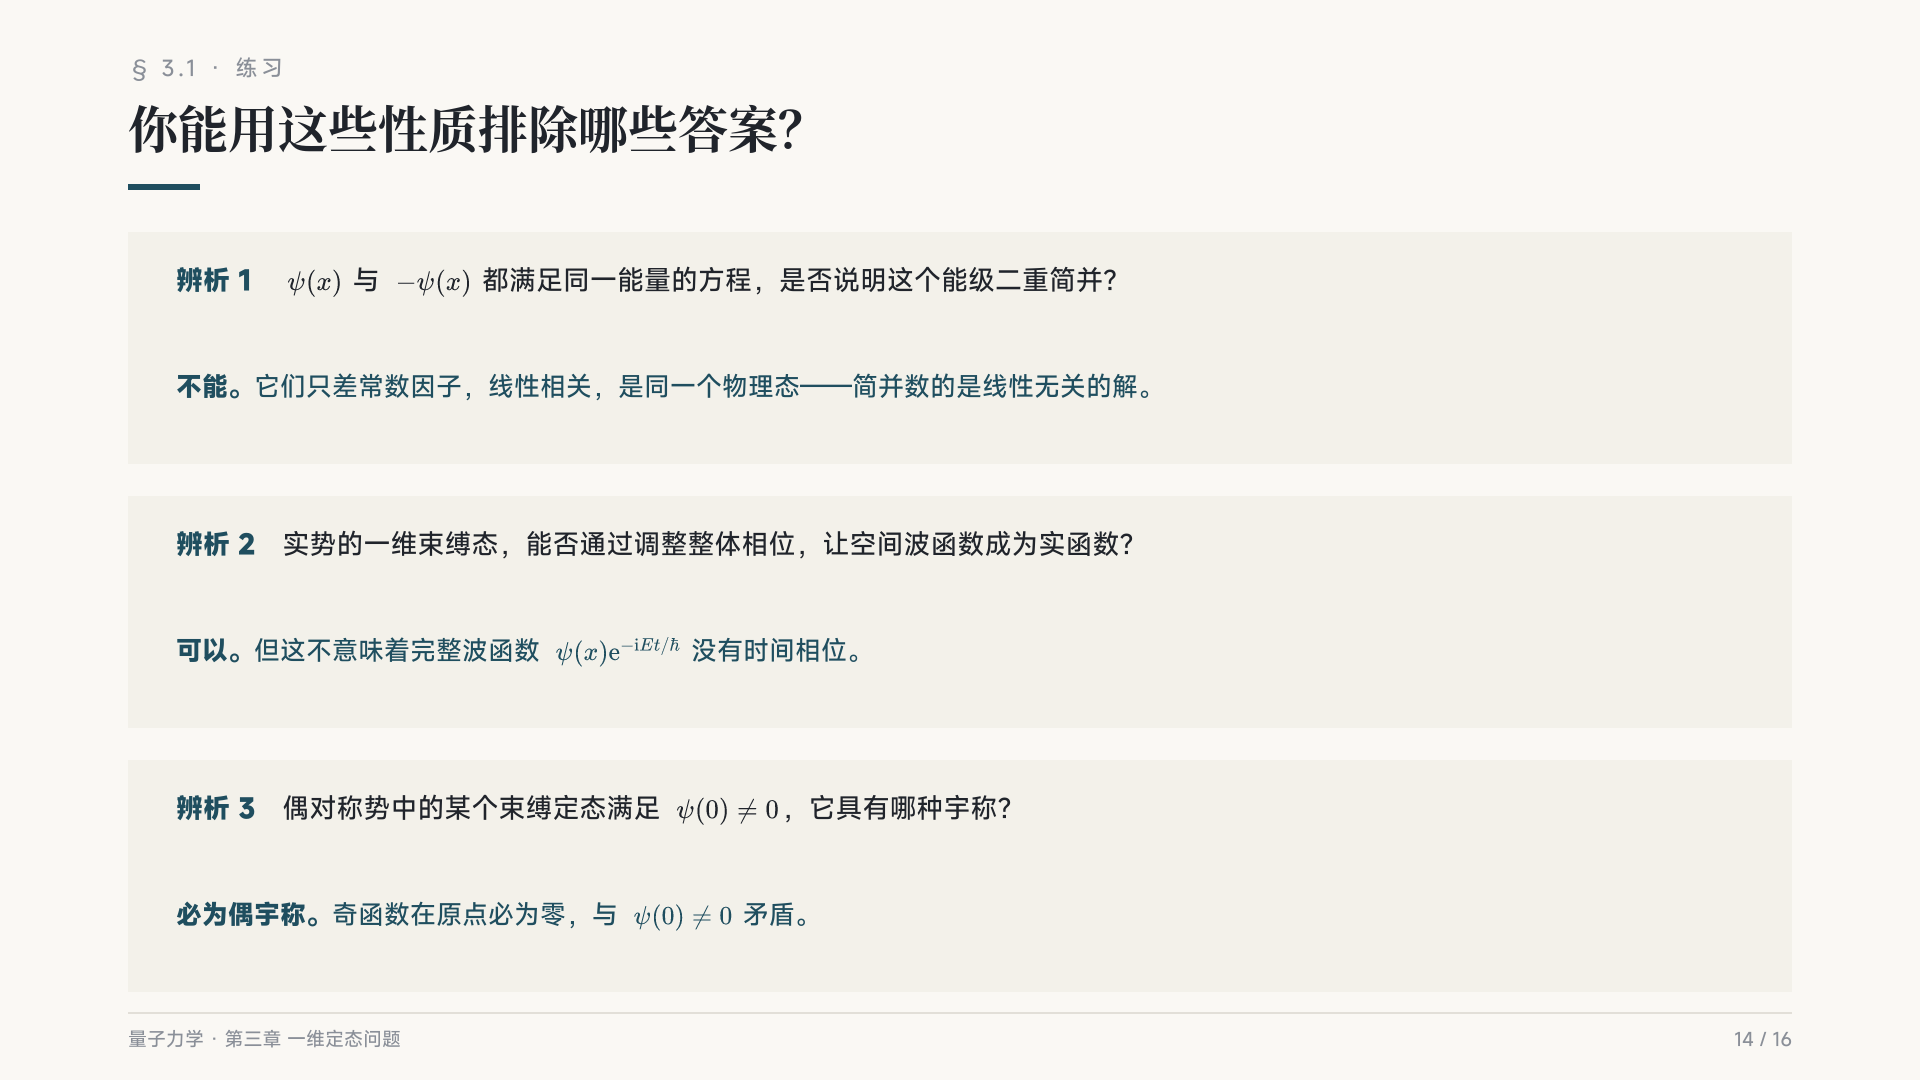 § 3.1 · 练习
你能用这些性质排除哪些答案？
辨析 1 ψ(x) 与 −ψ(x) 都满足同一能量的方程，是否说明这个能级二重简并？
不能。它们只差常数因子，线性相关，是同一个物理态——简并数的是线性无关的解。
辨析 2 实势的一维束缚态，能否通过调整整体相位，让空间波函数成为实函数？
可以。但这不意味着完整波函数 ψ(x)e^{−iEt/ℏ} 没有时间相位。
辨析 3 偶对称势中的某个束缚定态满足 ψ(0) ≠ 0，它具有哪种宇称？
必为偶宇称。奇函数在原点必为零，与 ψ(0) ≠ 0 矛盾。
量子力学 · 第三章 一维定态问题
14 / 16